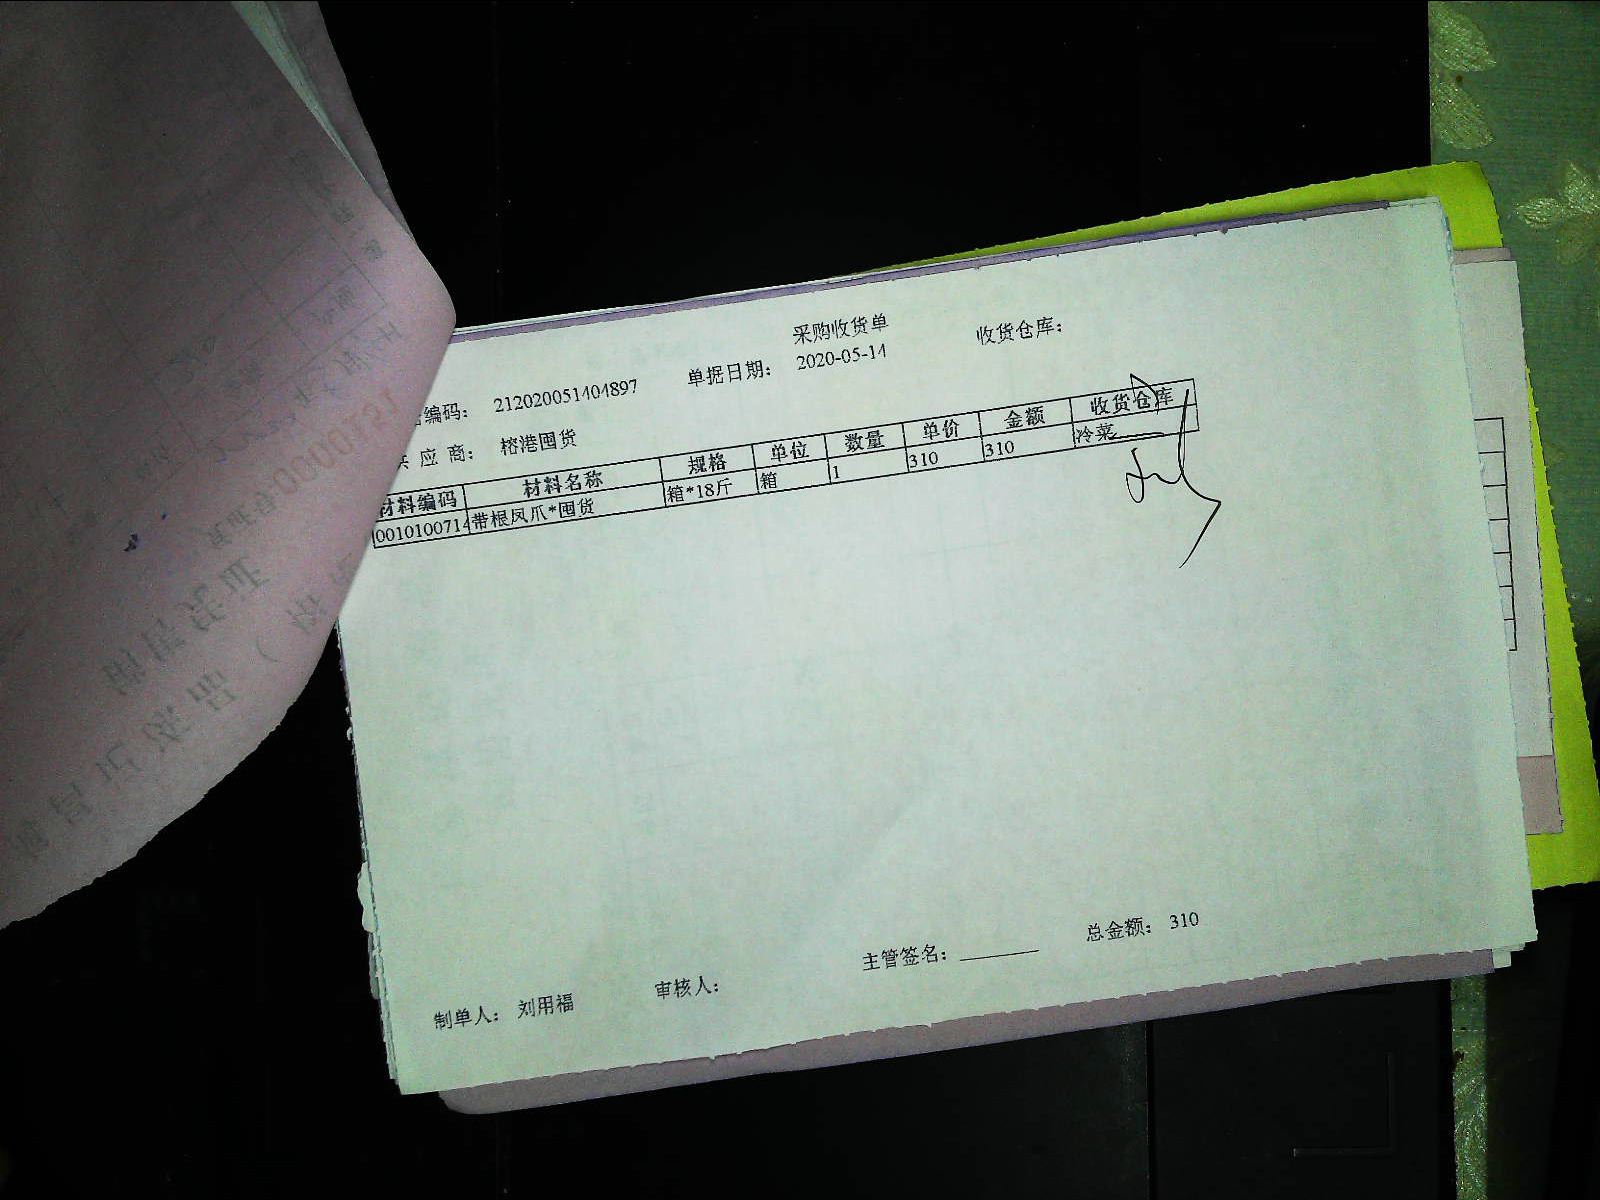 采购收货单
编码： 212020051404897 单据日期： 2020-05-14 收货仓库：
应 商： 榕港囤货
材料编码 材料名称 规格 单位 数量 单价 金额 收货仓库
0010100714 带根凤爪*囤货 箱*18斤 箱 1 310 310 冷菜
制单人： 刘用福 审核人： 主管签名： 总金额： 310